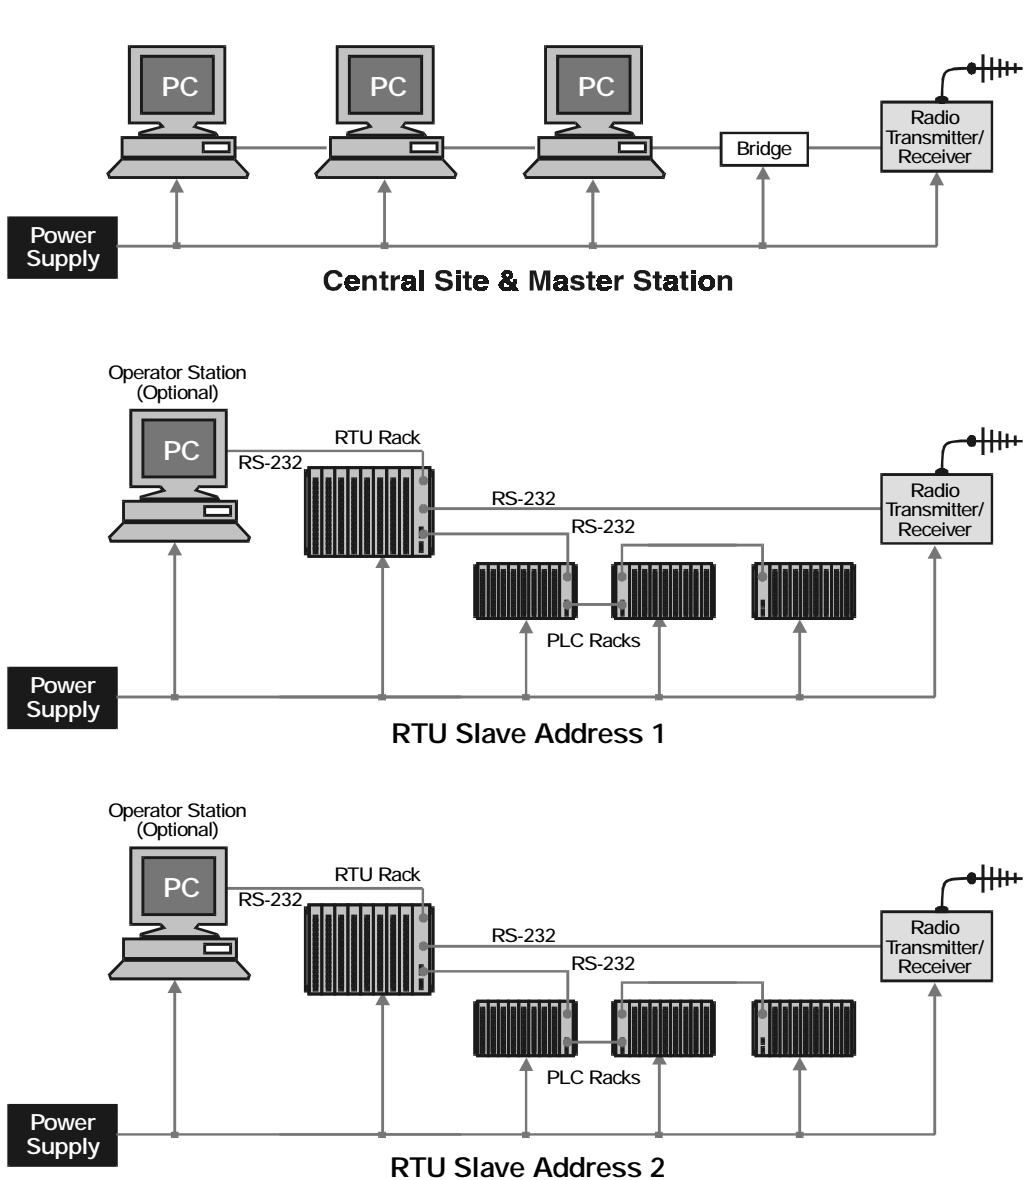 PC
PC
PC
Bridge
Radio
Transmitter/
Receiver
Power
Supply
Central Site & Master Station
Operator Station
(Optional)
PC
RTU Rack
RS-232
RS-232
RS-232
Radio
Transmitter/
Receiver
PLC Racks
Power
Supply
RTU Slave Address 1
Operator Station
(Optional)
PC
RTU Rack
RS-232
RS-232
RS-232
Radio
Transmitter/
Receiver
PLC Racks
Power
Supply
RTU Slave Address 2